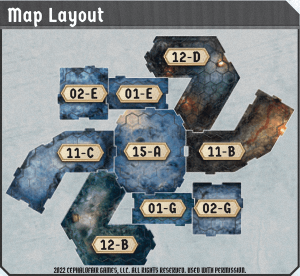 Map Layout
12-D
02-E
01-E
11-C
15-A
11-B
01-G
02-G
12-B
2022 CEPHALOFAIR GAMES, LLC. ALL RIGHTS RESERVED. USED WITH PERMISSION.